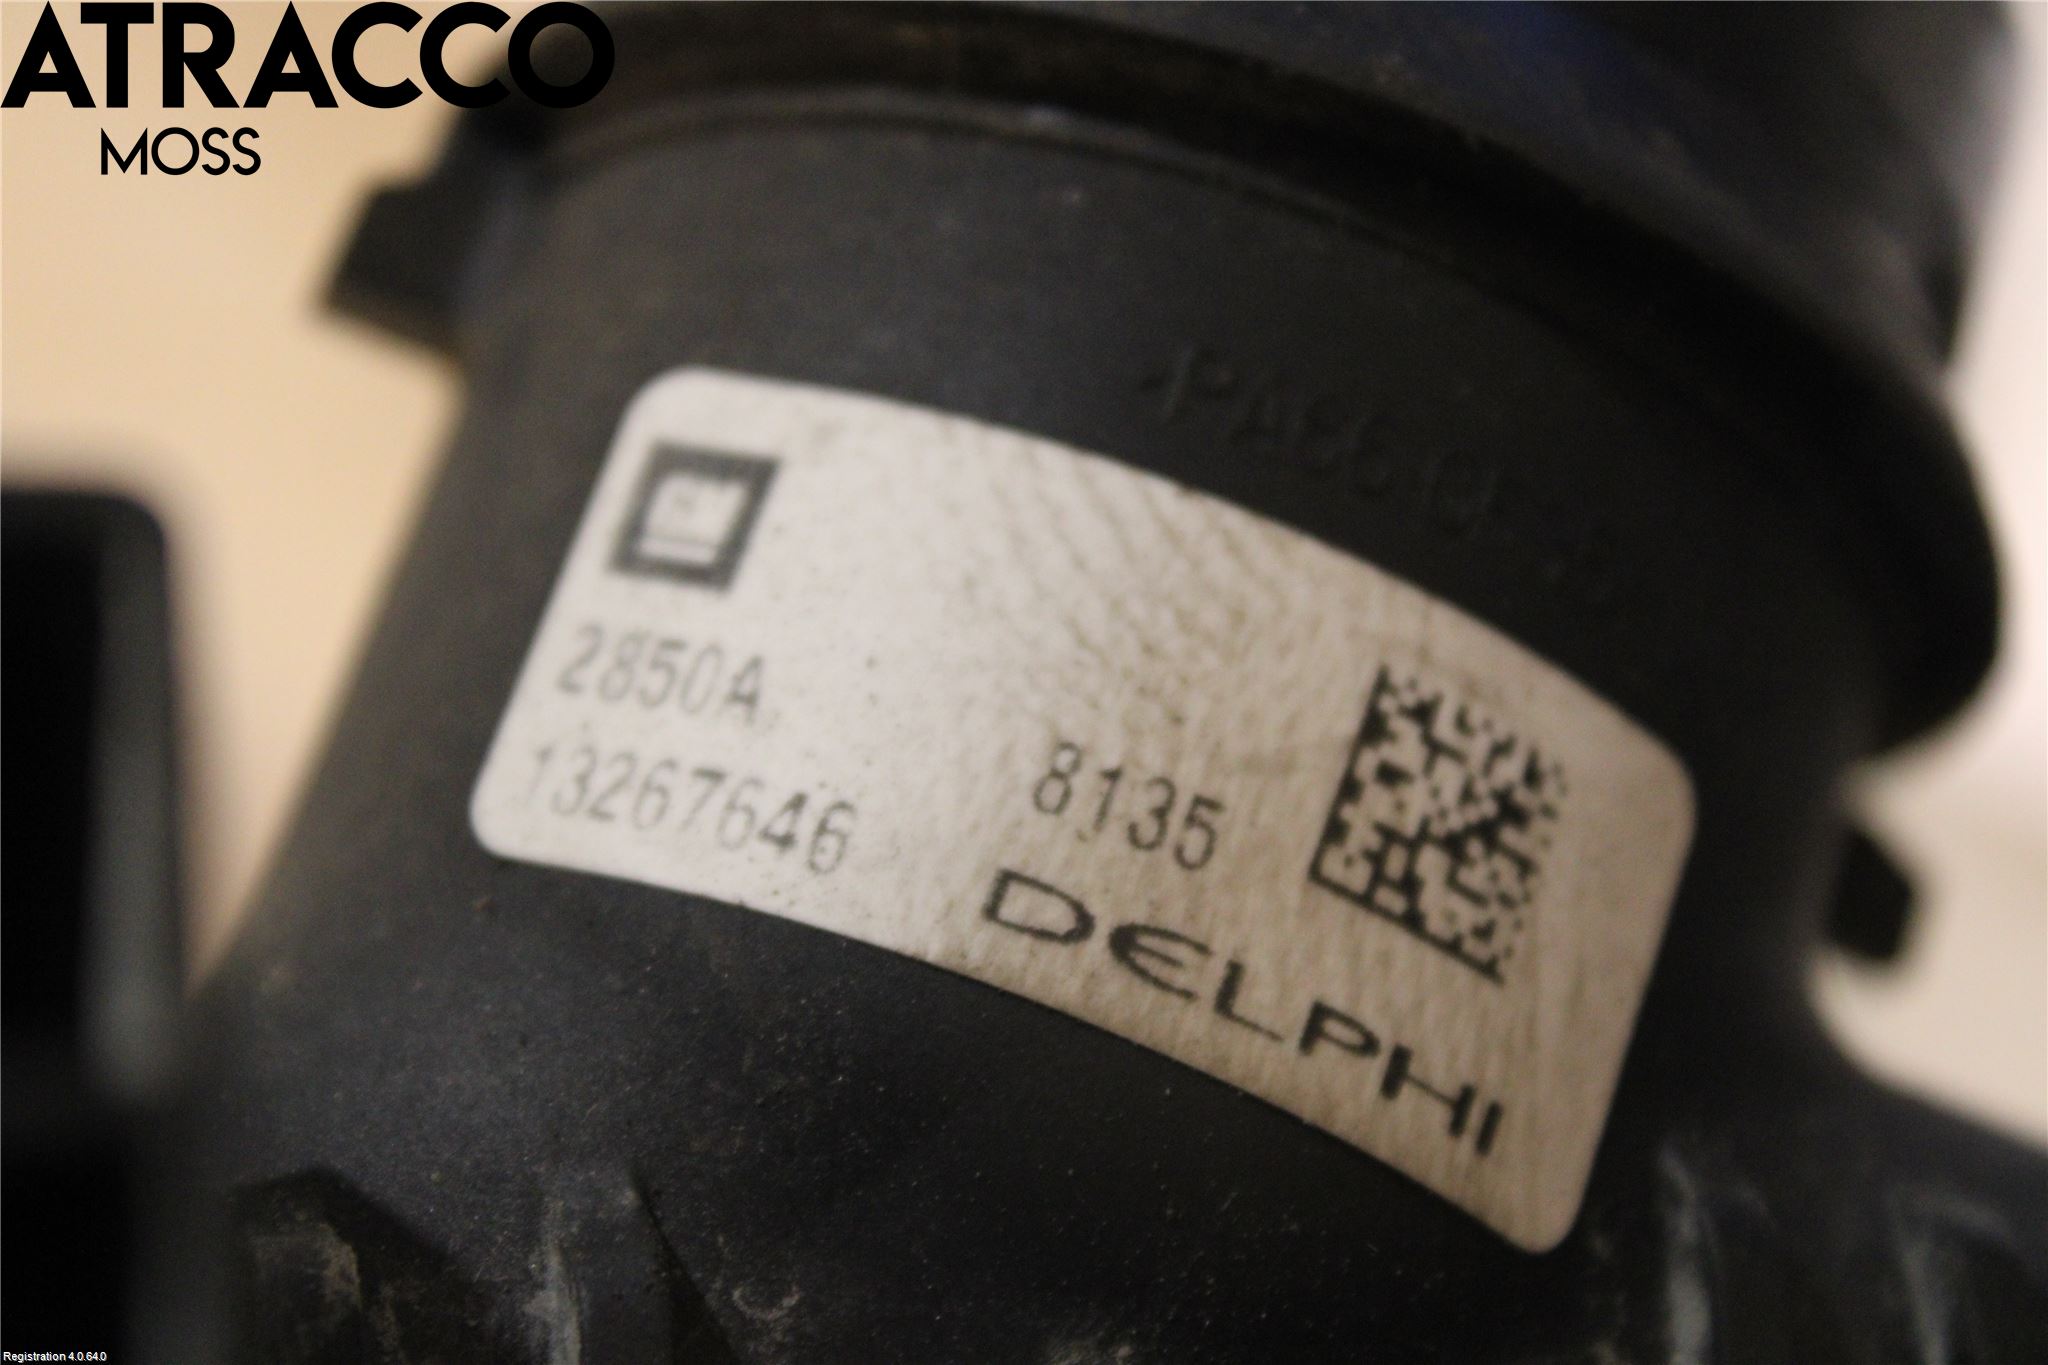 ATRACCO
MOSS
2850A
13267646
8135
DELPHI
Registration 4.0.64.0